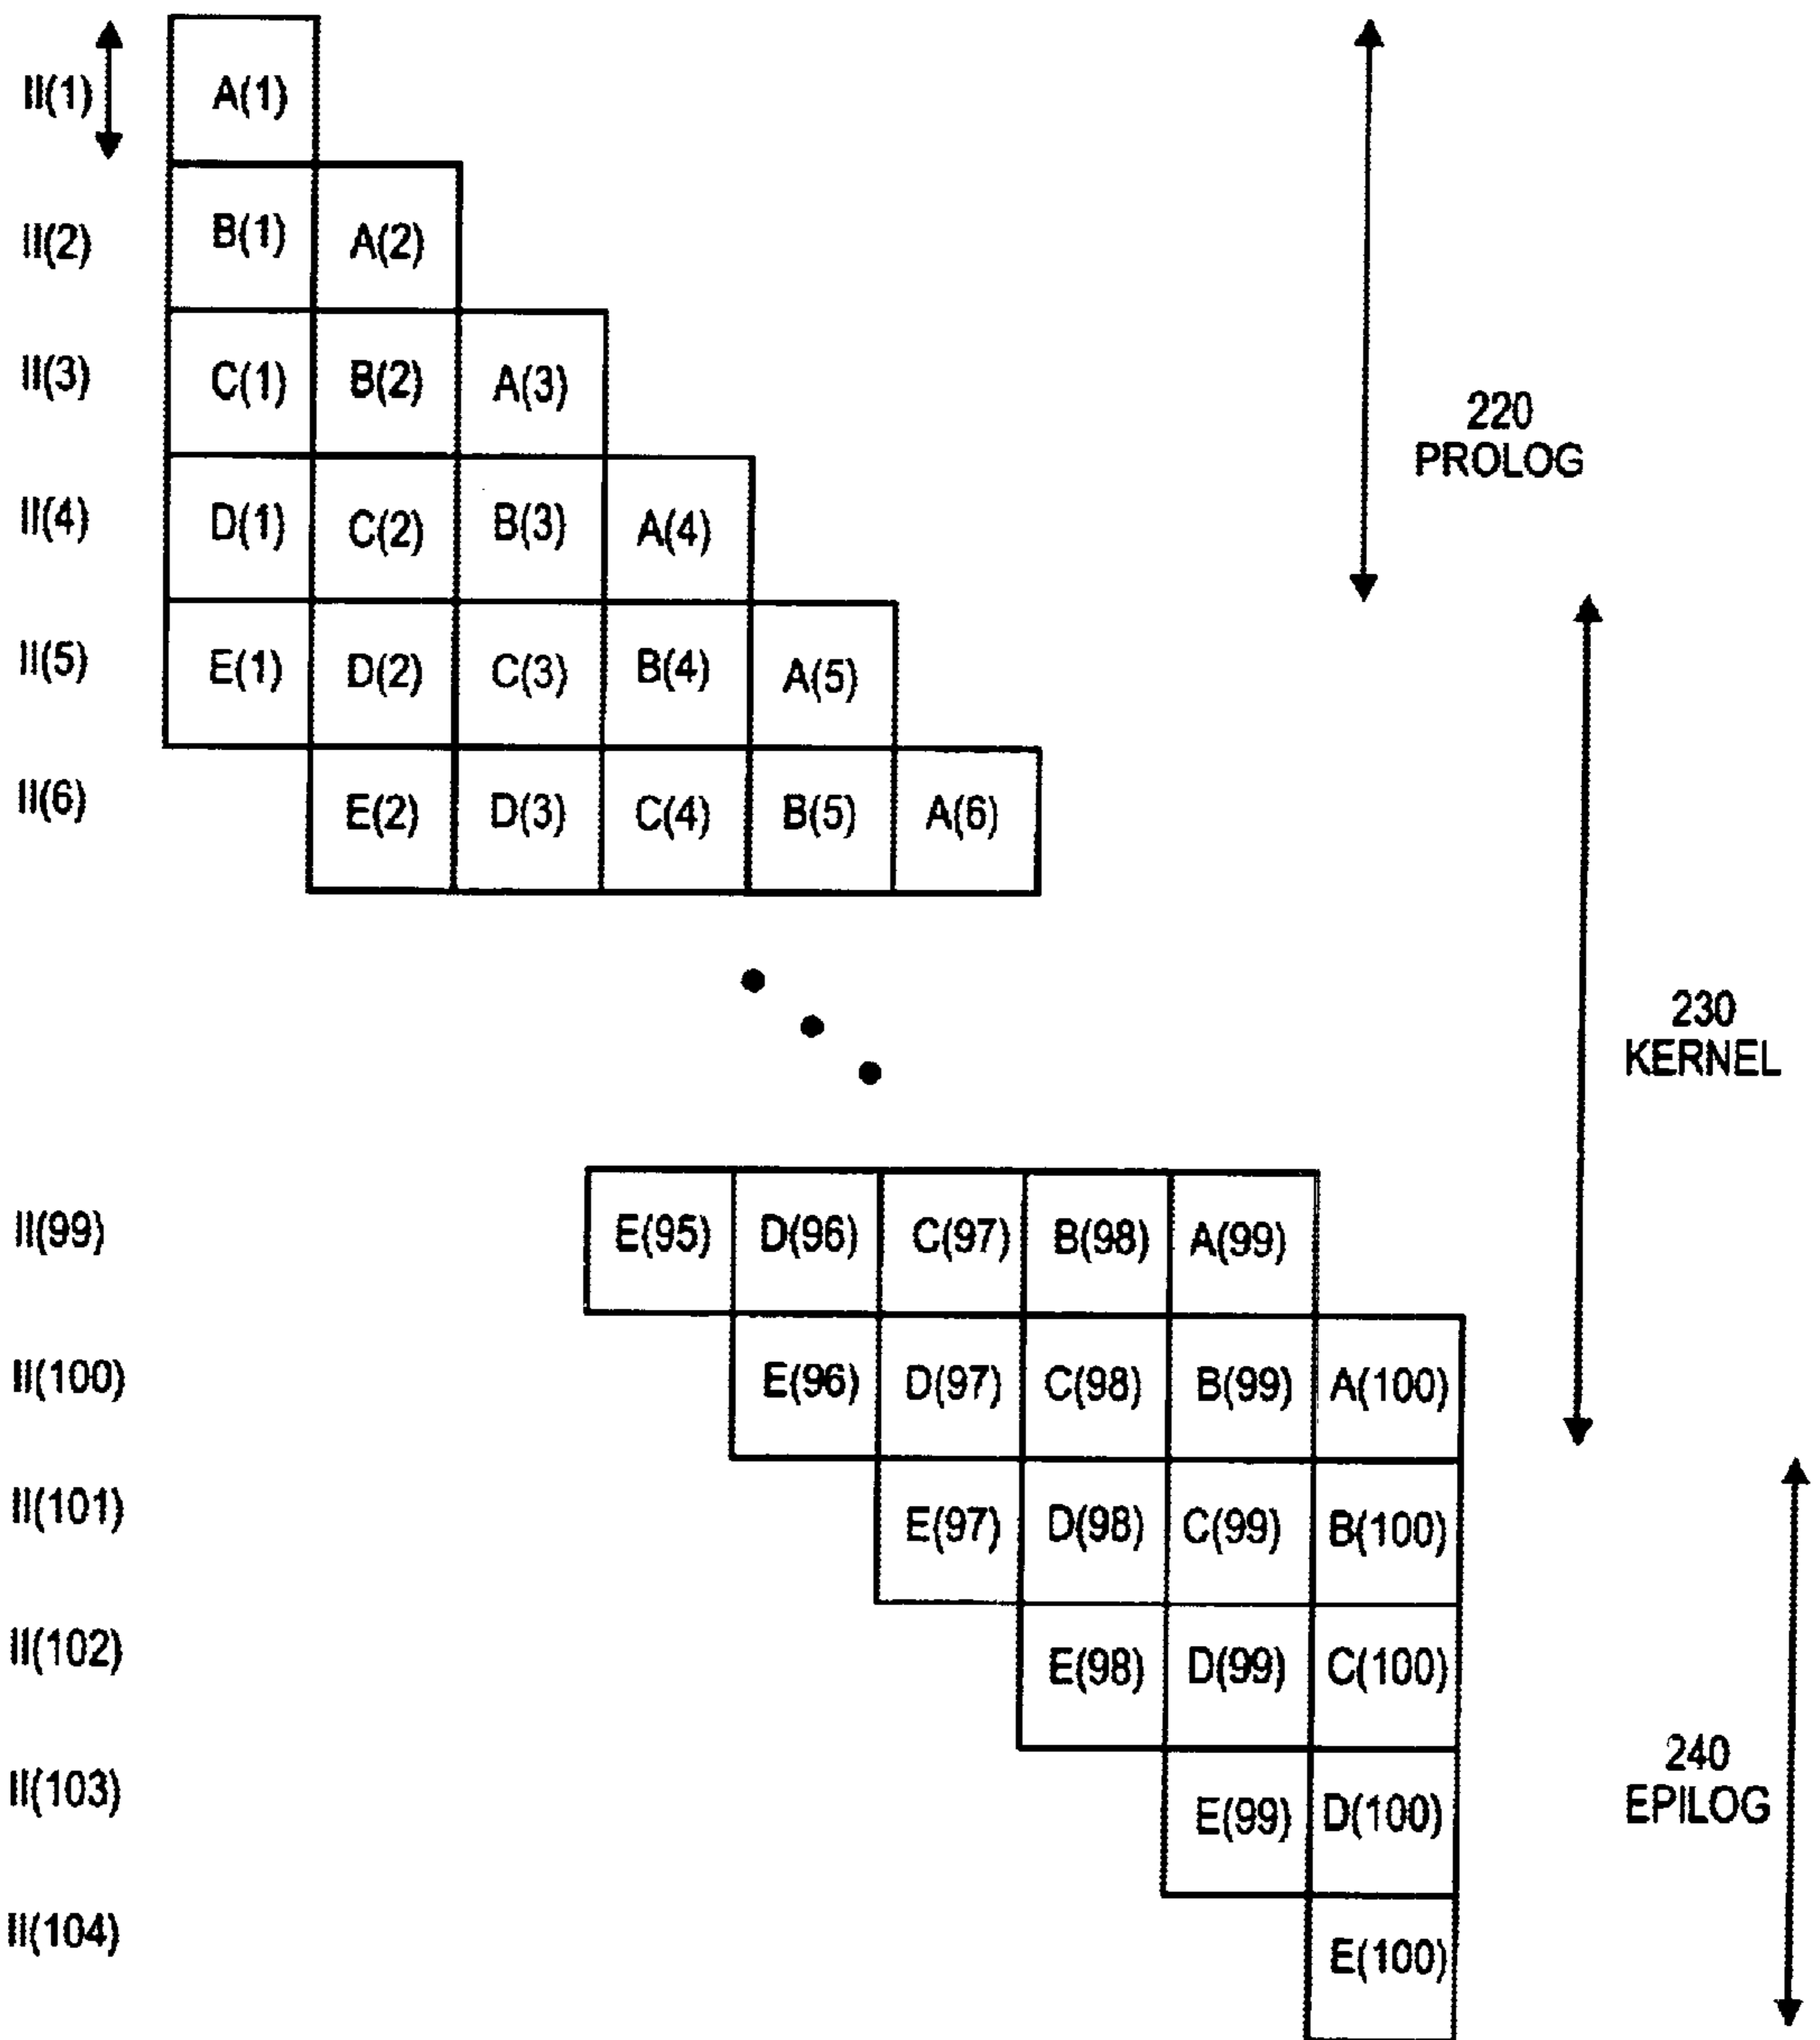 II(1) A(1)
II(2) B(1) A(2)
II(3) C(1) B(2) A(3)
220
PROLOG
II(4) D(1) C(2) B(3) A(4)
II(5) E(1) D(2) C(3) B(4) A(5)
II(6) E(2) D(3) C(4) B(5) A(6)
230
KERNEL
II(99) E(95) D(96) C(97) B(98) A(99)
II(100) E(96) D(97) C(98) B(99) A(100)
II(101) E(97) D(98) C(99) B(100)
II(102) E(98) D(99) C(100)
240
EPILOG
II(103) E(99) D(100)
II(104) E(100)